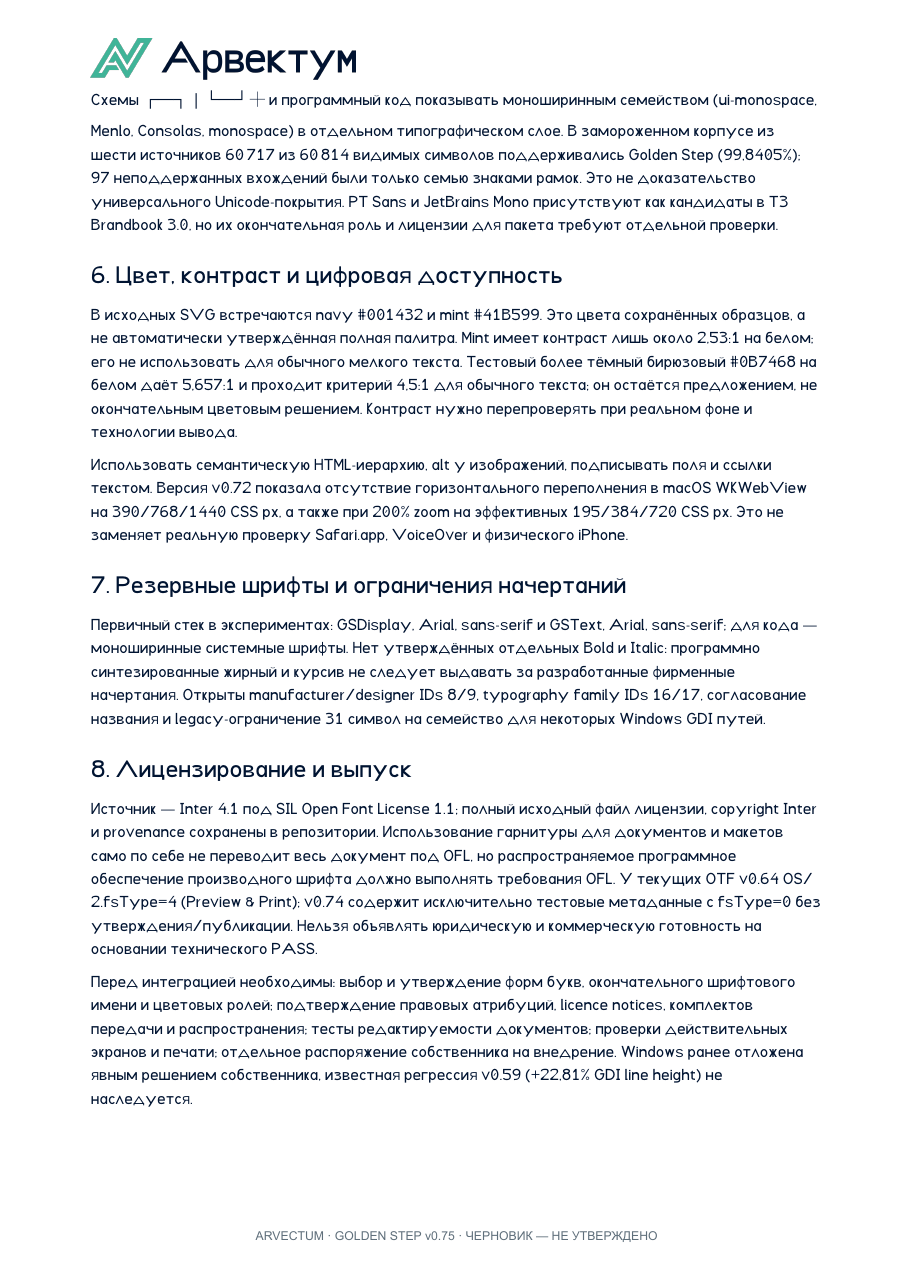 Арвектум
Схемы ┌──┐ │ └──┘ ┼ и программный код показывать моноширинным семейством (ui-monospace,
Menlo, Consolas, monospace) в отдельном типографическом слое. В замороженном корпусе из
шести источников 60 717 из 60 814 видимых символов поддерживались Golden Step (99,8405%);
97 неподдержанных вхождений были только семью знаками рамок. Это не доказательство
универсального Unicode-покрытия. PT Sans и JetBrains Mono присутствуют как кандидаты в ТЗ
Brandbook 3.0, но их окончательная роль и лицензии для пакета требуют отдельной проверки.
6. Цвет, контраст и цифровая доступность
В исходных SVG встречаются navy #001432 и mint #41B599. Это цвета сохранённых образцов, а
не автоматически утверждённая полная палитра. Mint имеет контраст лишь около 2,53:1 на белом;
его не использовать для обычного мелкого текста. Тестовый более тёмный бирюзовый #0B7468 на
белом даёт 5,657:1 и проходит критерий 4,5:1 для обычного текста; он остаётся предложением, не
окончательным цветовым решением. Контраст нужно перепроверять при реальном фоне и
технологии вывода.
Использовать семантическую HTML-иерархию, alt у изображений, подписывать поля и ссылки
текстом. Версия v0.72 показала отсутствие горизонтального переполнения в macOS WKWebView
на 390/768/1440 CSS px, а также при 200% zoom на эффективных 195/384/720 CSS px. Это не
заменяет реальную проверку Safari.app, VoiceOver и физического iPhone.
7. Резервные шрифты и ограничения начертаний
Первичный стек в экспериментах: GSDisplay, Arial, sans-serif и GSText, Arial, sans-serif; для кода —
моноширинные системные шрифты. Нет утверждённых отдельных Bold и Italic: программно
синтезированные жирный и курсив не следует выдавать за разработанные фирменные
начертания. Открыты manufacturer/designer IDs 8/9, typography family IDs 16/17, согласование
названия и legacy-ограничение 31 символ на семейство для некоторых Windows GDI путей.
8. Лицензирование и выпуск
Источник — Inter 4.1 под SIL Open Font License 1.1; полный исходный файл лицензии, copyright Inter
и provenance сохранены в репозитории. Использование гарнитуры для документов и макетов
само по себе не переводит весь документ под OFL, но распространяемое программное
обеспечение производного шрифта должно выполнять требования OFL. У текущих OTF v0.64 OS/
2.fsType=4 (Preview & Print); v0.74 содержит исключительно тестовые метаданные с fsType=0 без
утверждения/публикации. Нельзя объявлять юридическую и коммерческую готовность на
основании технического PASS.
Перед интеграцией необходимы: выбор и утверждение форм букв, окончательного шрифтового
имени и цветовых ролей; подтверждение правовых атрибуций, licence notices, комплектов
передачи и распространения; тесты редактируемости документов; проверки действительных
экранов и печати; отдельное распоряжение собственника на внедрение. Windows ранее отложена
явным решением собственника, известная регрессия v0.59 (+22,81% GDI line height) не
наследуется.
ARVECTUM · GOLDEN STEP v0.75 · ЧЕРНОВИК — НЕ УТВЕРЖДЕНО